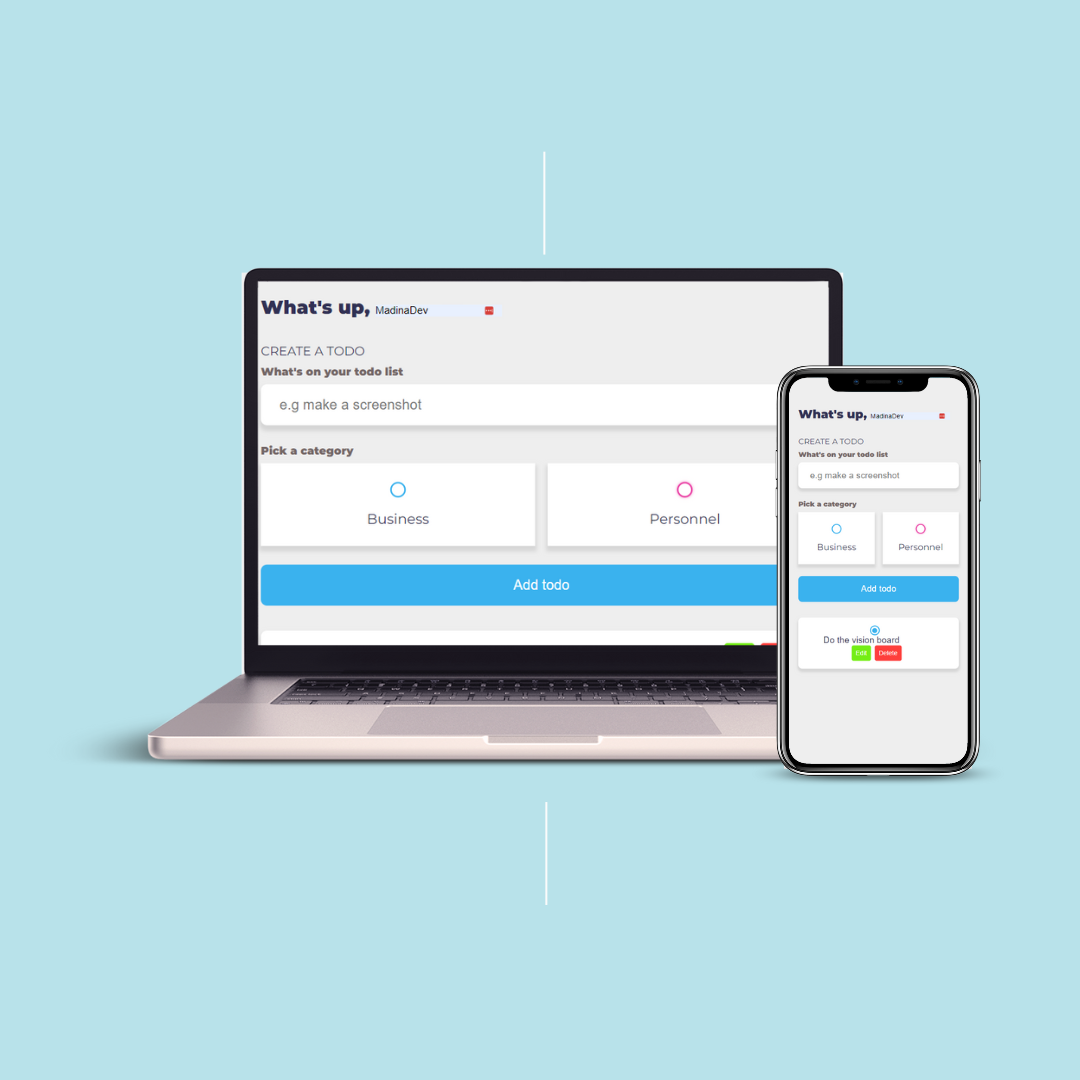 What's up, MadinaDev
CREATE A TODO
What's on your todo list
e.g make a screenshot
Pick a category
Business
Personnel
Add todo
What's up, MadinaDev
CREATE A TODO
What's on your todo list
e.g make a screenshot
Pick a category
Business
Personnel
Add todo
Do the vision board
Edit
Delete